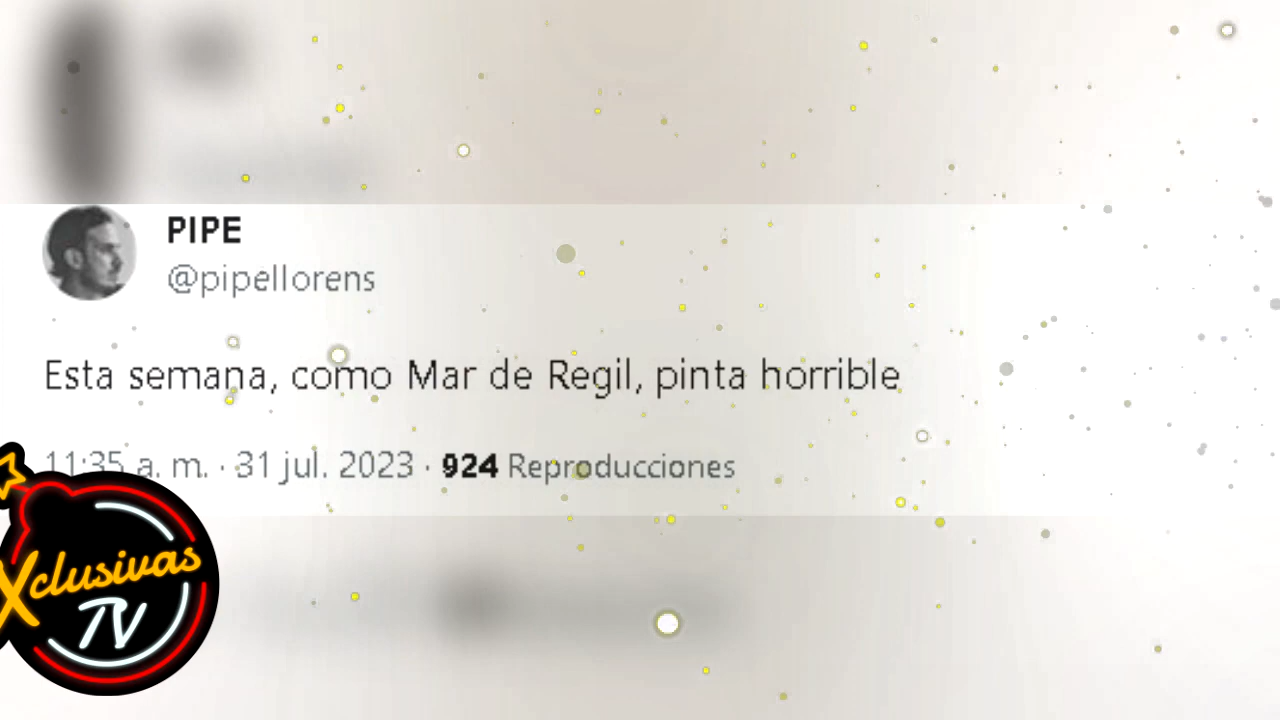 PIPE
@pipellorens
Esta semana, como Mar de Regil, pinta horrible
11:35 a. m. · 31 jul. 2023 · 924 Reproducciones
Xclusivas
TV